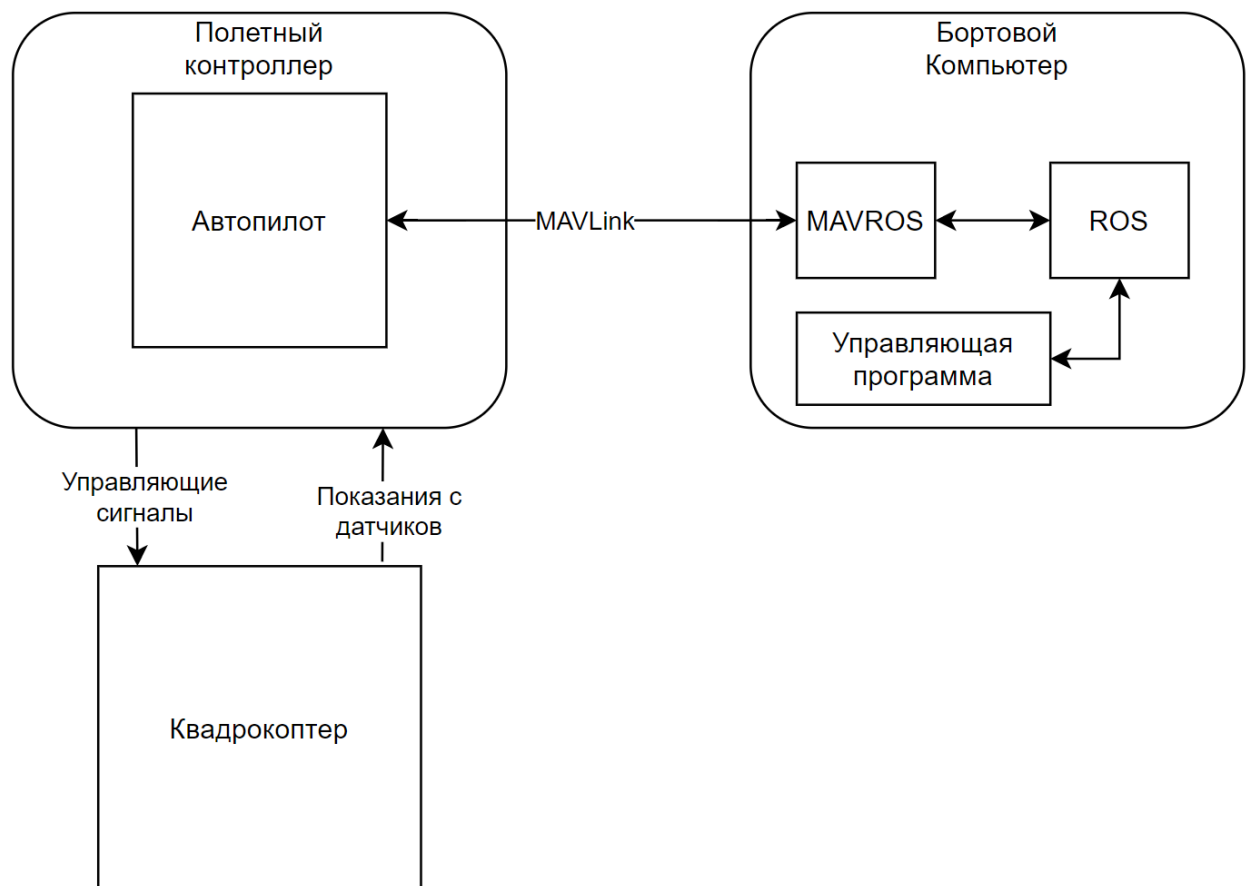 Полетный
контроллер
Автопилот
MAVLink
Бортовой
Компьютер
MAVROS
ROS
Управляющая
программа
Управляющие
сигналы
Показания с
датчиков
Квадрокоптер